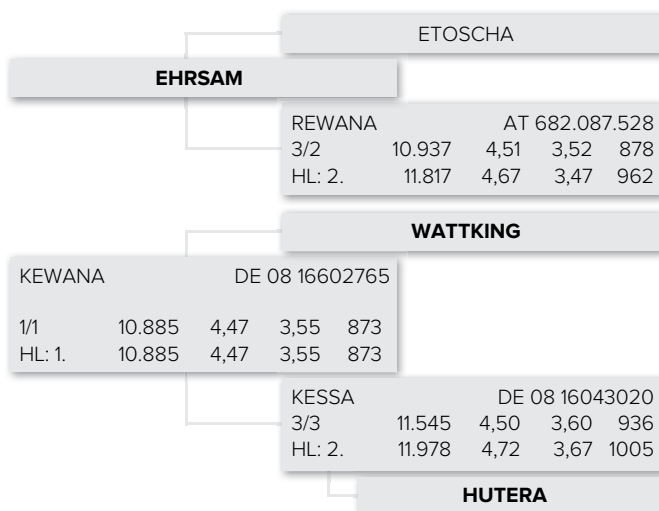 ETOSCHA
EHRSAM
REWANA AT 682.087.528
3/2 10.937 4,51 3,52 878
HL: 2. 11.817 4,67 3,47 962
WATTKING
KEWANA DE 08 16602765
1/1 10.885 4,47 3,55 873
HL: 1. 10.885 4,47 3,55 873
KESSA DE 08 16043020
3/3 11.545 4,50 3,60 936
HL: 2. 11.978 4,72 3,67 1005
HUTERA